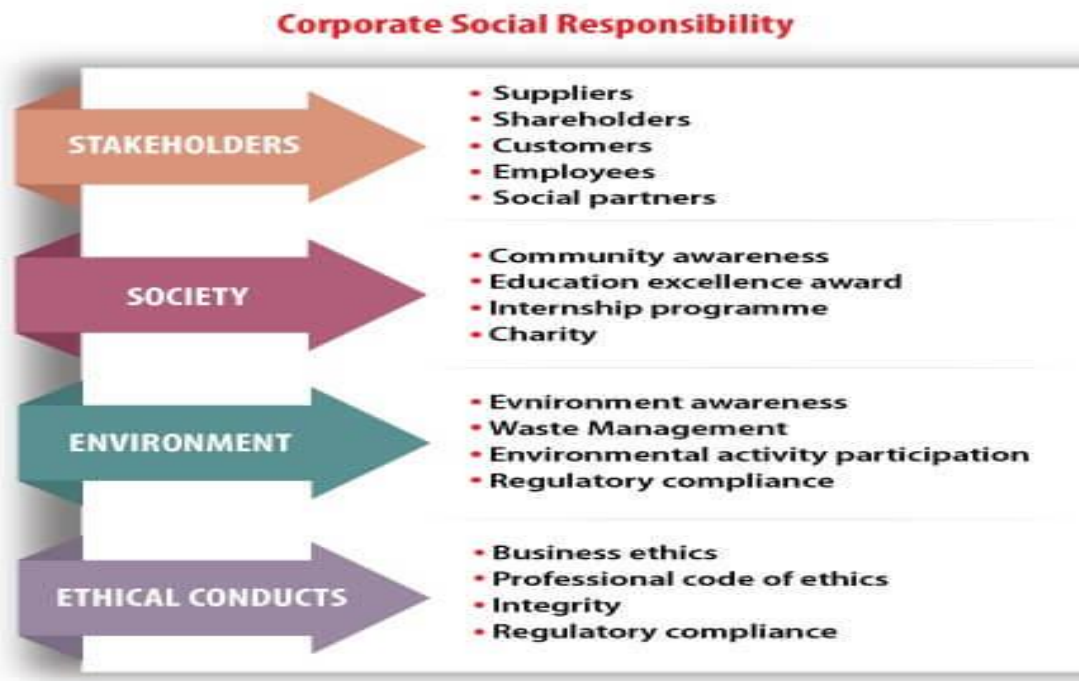 Corporate Social Responsibility
STAKEHOLDERS
• Suppliers
• Shareholders
• Customers
• Employees
• Social partners
SOCIETY
• Community awareness
• Education excellence award
• Internship programme
• Charity
ENVIRONMENT
• Evnironment awareness
• Waste Management
• Environmental activity participation
• Regulatory compliance
ETHICAL CONDUCTS
• Business ethics
• Professional code of ethics
• Integrity
• Regulatory compliance